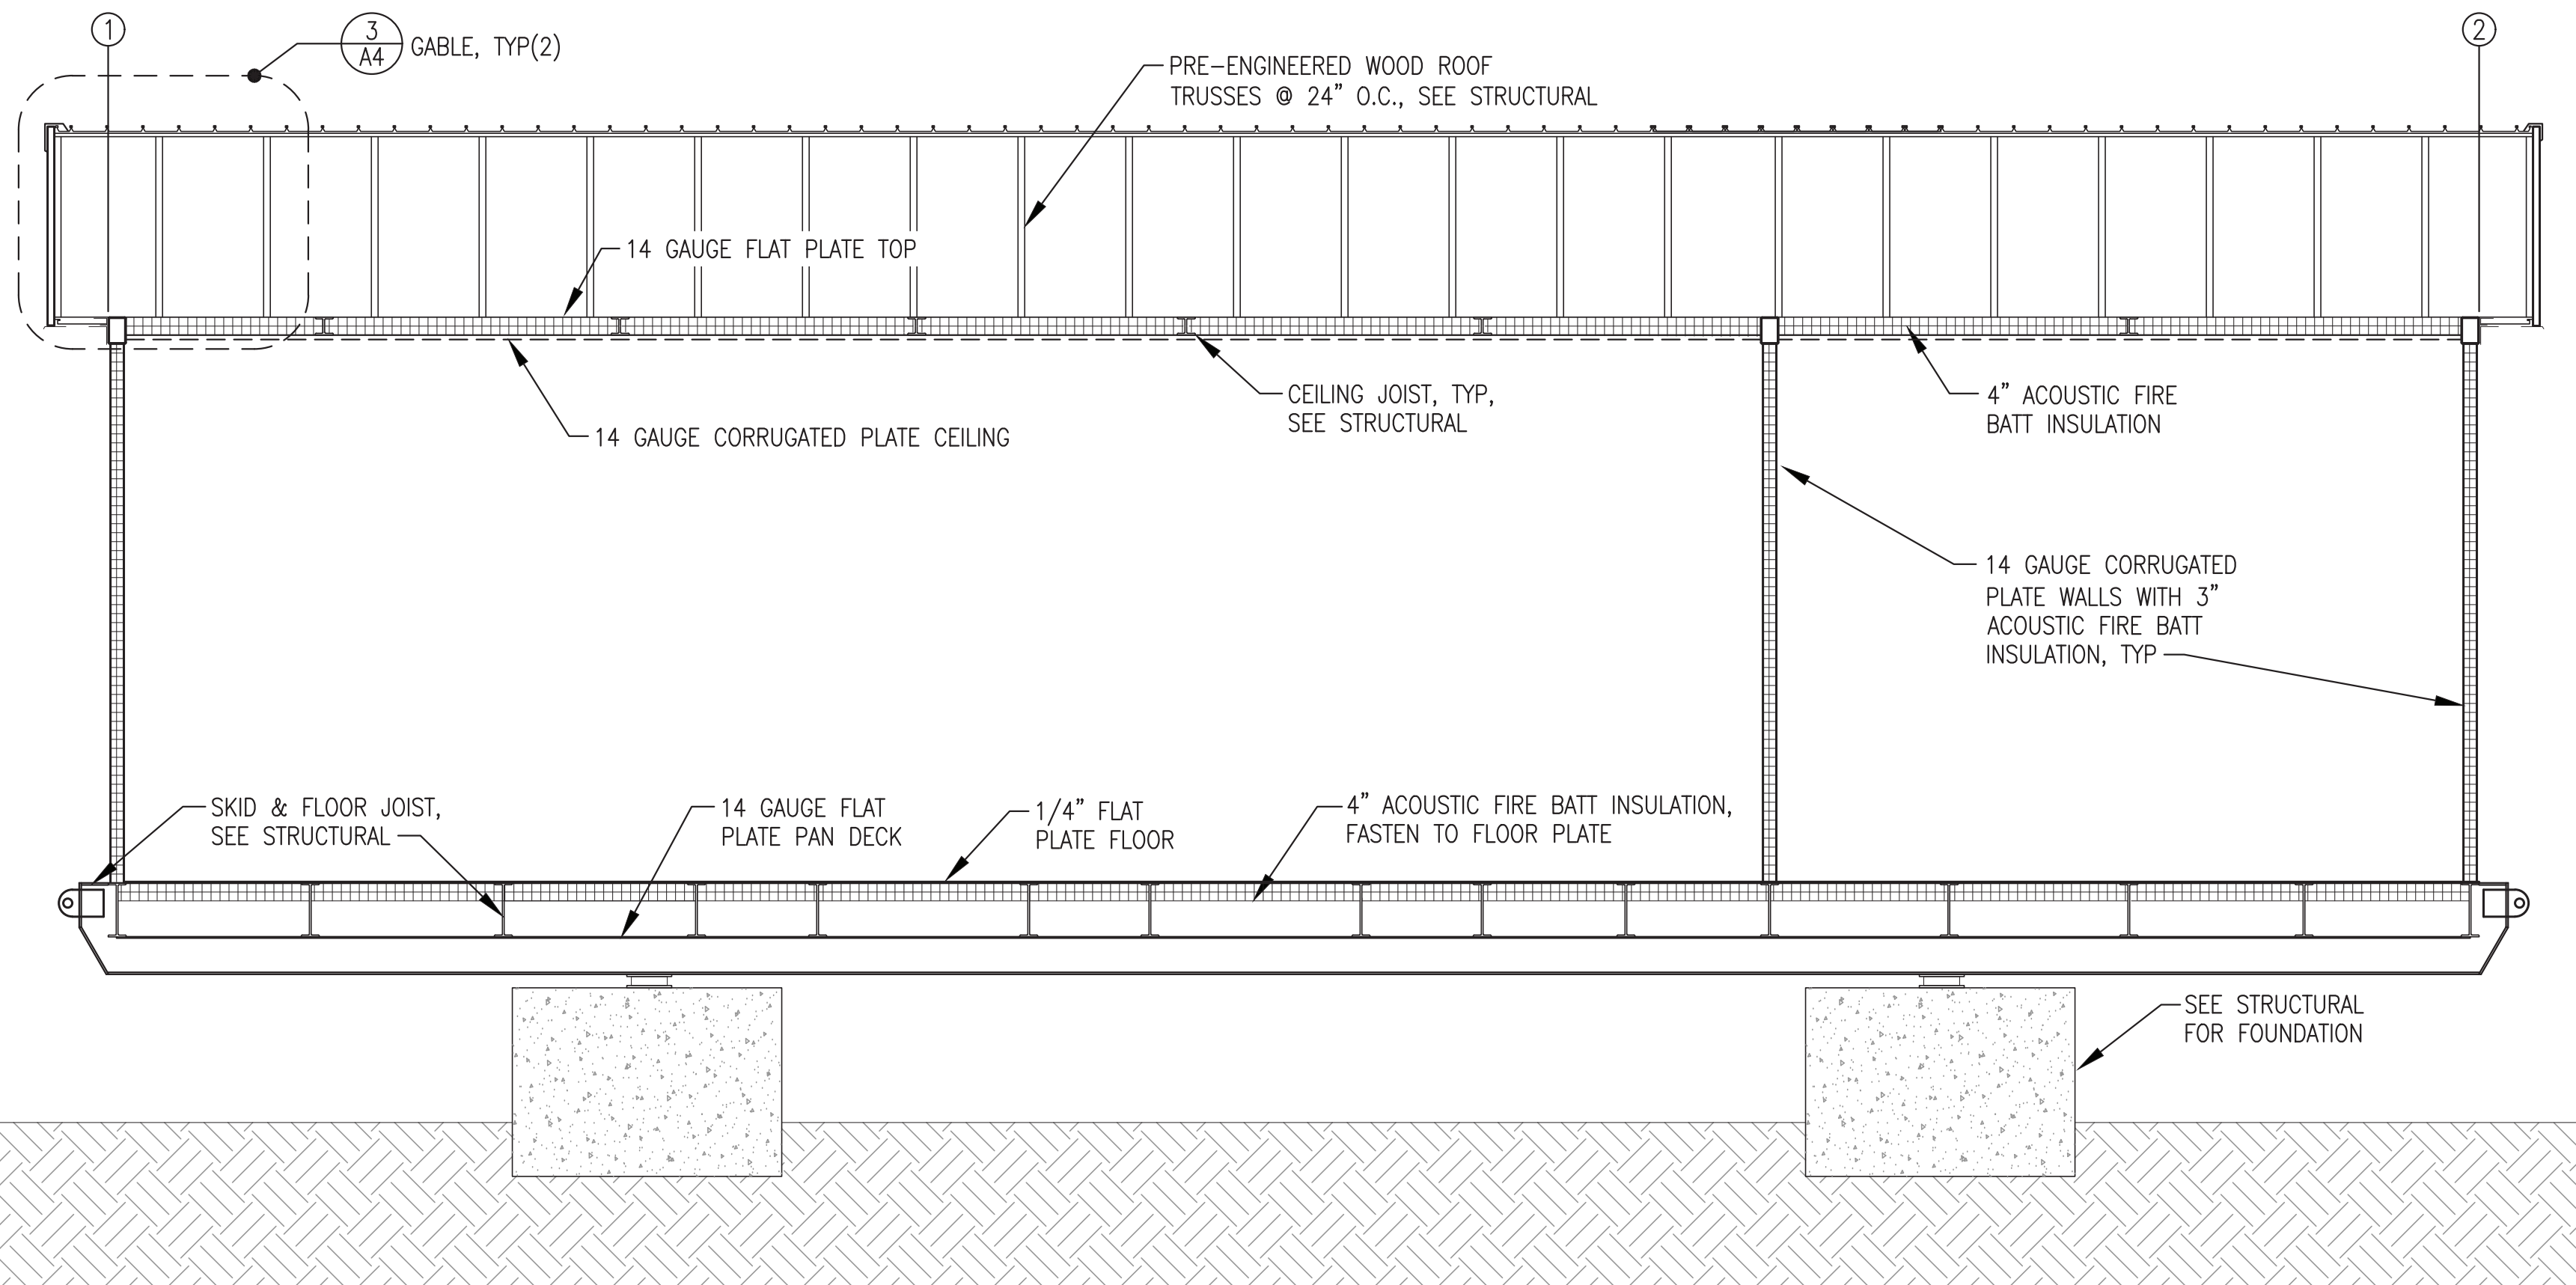 1
3
A4
GABLE, TYP(2)
2
PRE-ENGINEERED WOOD ROOF
TRUSSES @ 24” O.C., SEE STRUCTURAL
14 GAUGE FLAT PLATE TOP
CEILING JOIST, TYP,
SEE STRUCTURAL
4” ACOUSTIC FIRE
BATT INSULATION
14 GAUGE CORRUGATED PLATE CEILING
14 GAUGE CORRUGATED
PLATE WALLS WITH 3”
ACOUSTIC FIRE BATT
INSULATION, TYP
SKID & FLOOR JOIST,
SEE STRUCTURAL
14 GAUGE FLAT
PLATE PAN DECK
1/4” FLAT
PLATE FLOOR
4” ACOUSTIC FIRE BATT INSULATION,
FASTEN TO FLOOR PLATE
SEE STRUCTURAL
FOR FOUNDATION